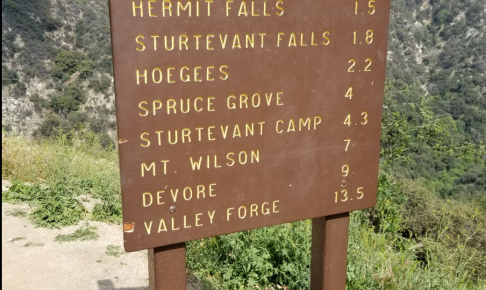 HERMIT FALLS 1.5
STURTEVANT FALLS 1.8
HOEGEES 2.2
SPRUCE GROVE 4
STURTEVANT CAMP 4.3
MT. WILSON 7
DEVORE 9
VALLEY FORGE 13.5